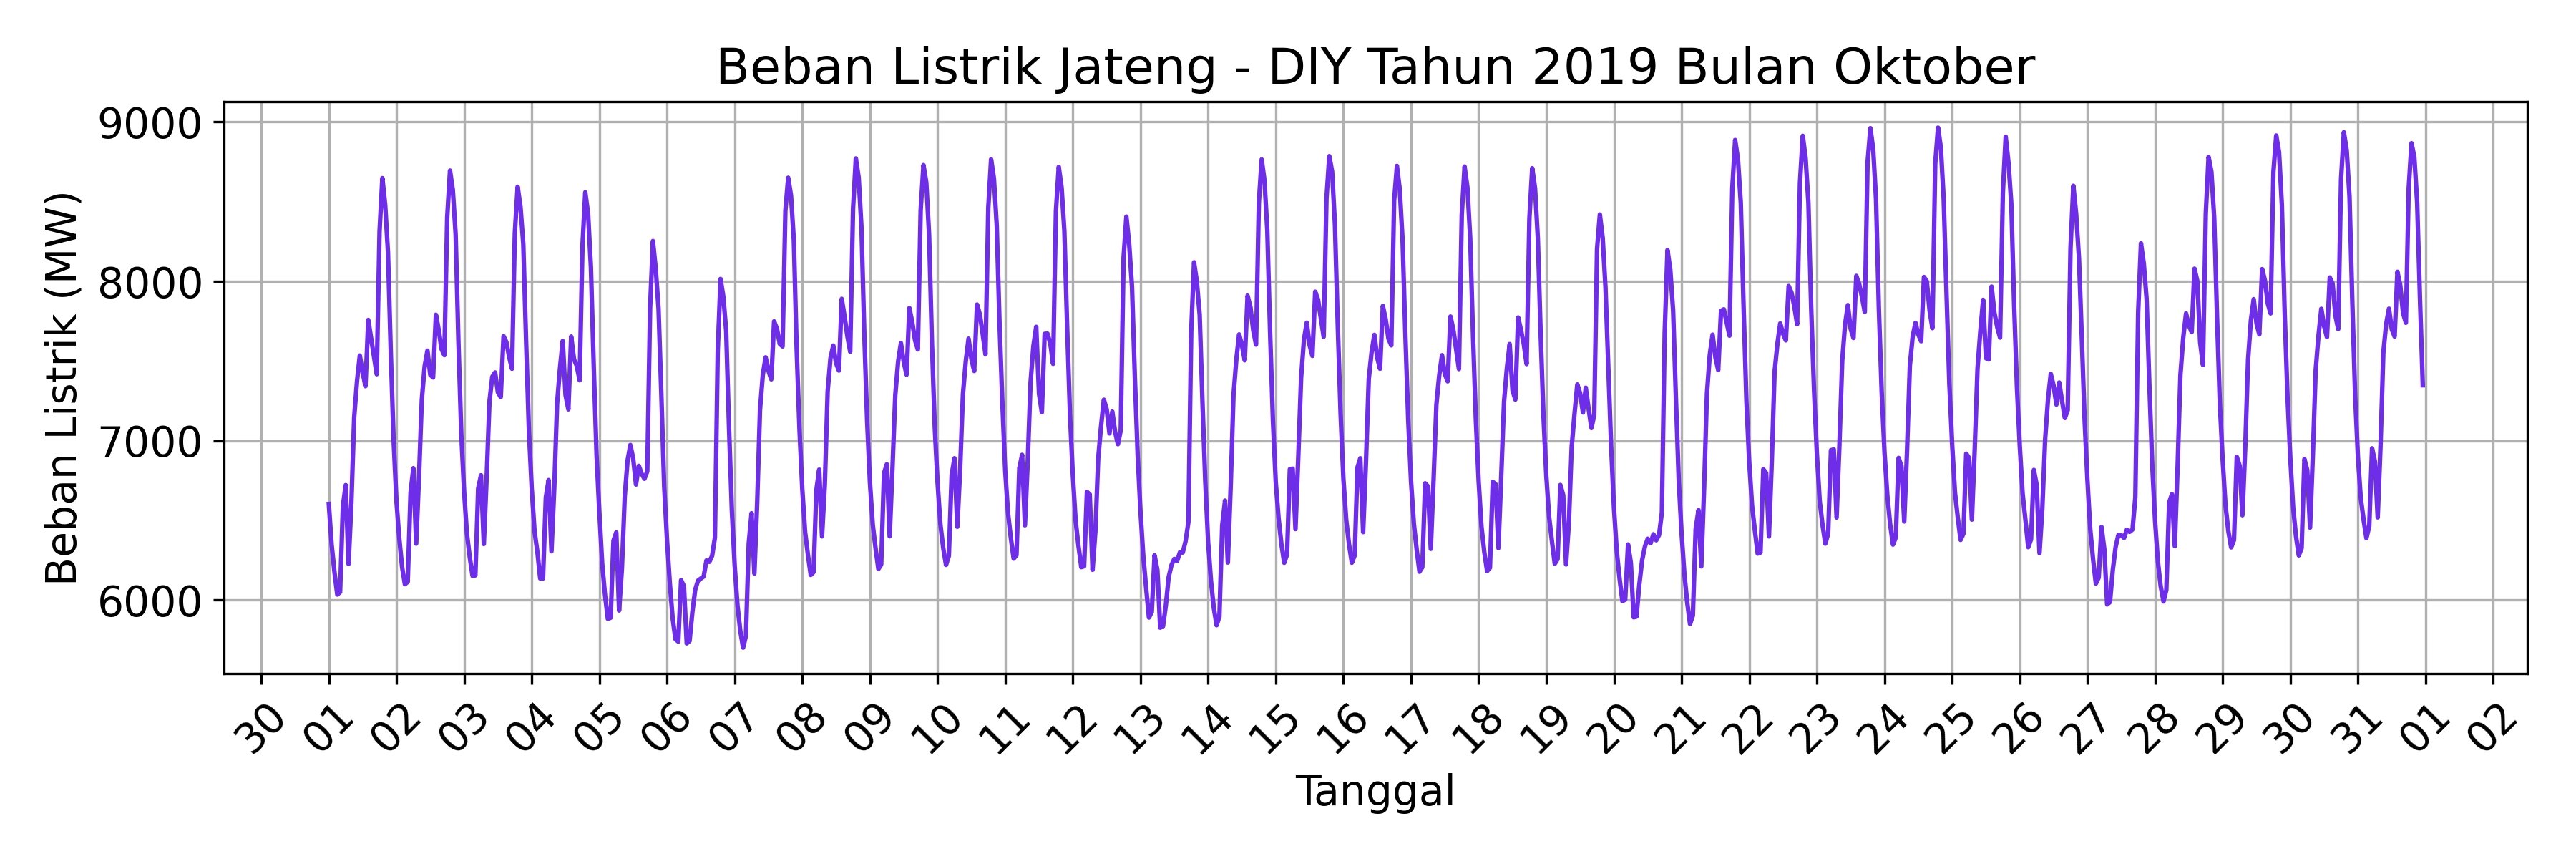 Beban Listrik Jateng - DIY Tahun 2019 Bulan Oktober
Beban Listrik (MW)
9000
8000
7000
6000
30 01 02 03 04 05 06 07 08 09 10 11 12 13 14 15 16 17 18 19 20 21 22 23 24 25 26 27 28 29 30 31 01 02
Tanggal